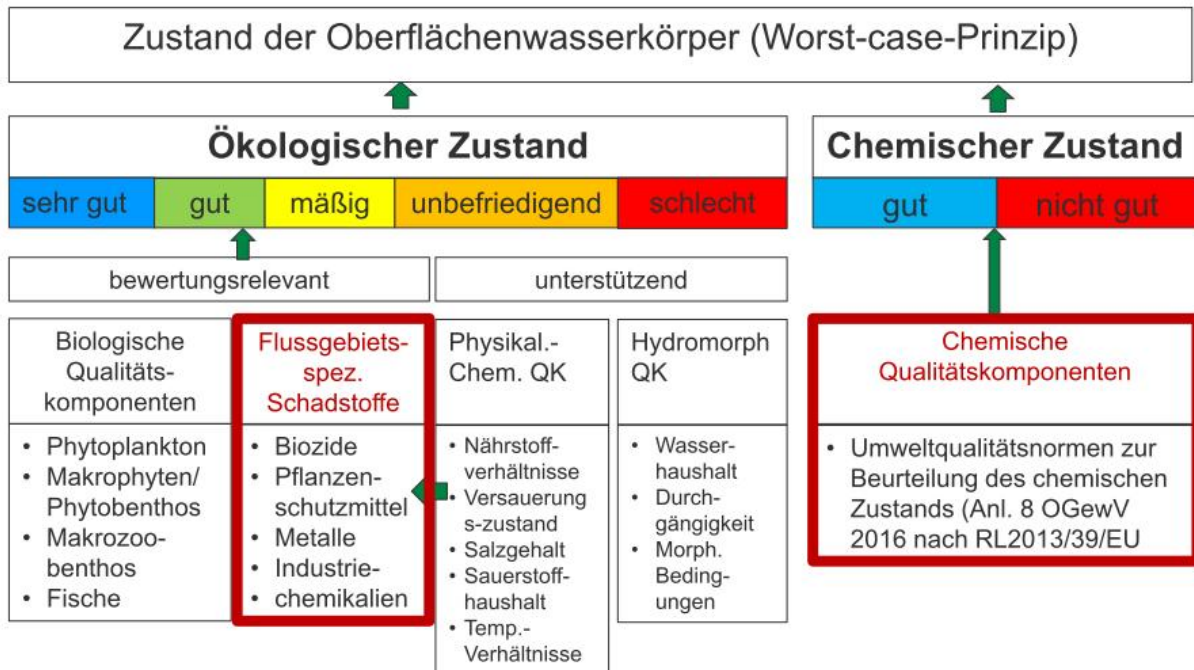 Zustand der Oberflächenwasserkörper (Worst-case-Prinzip)
Ökologischer Zustand
sehr gut
gut
mäßig
unbefriedigend
schlecht
bewertungsrelevant
unterstützend
Biologische
Qualitäts-
komponenten
• Phytoplankton
• Makrophyten/
Phytobenthos
• Makrozoo-
benthos
• Fische
Flussgebiets-
spez.
Schadstoffe
• Biozide
• Pflanzen-
schutzmittel
• Metalle
• Industrie-
• chemikalien
Physikal.-
Chem. QK
• Nährstoff-
verhältnisse
• Versauerung
s-zustand
• Salzgehalt
• Sauerstoff-
haushalt
• Temp.-
Verhältnisse
Hydromorph
QK
• Wasser-
haushalt
• Durch-
gängigkeit
• Morph.
Beding-
ungen
Chemischer Zustand
gut
nicht gut
Chemische
Qualitätskomponenten
• Umweltqualitätsnormen zur
Beurteilung des chemischen
Zustands (Anl. 8 OGewV
2016 nach RL2013/39/EU